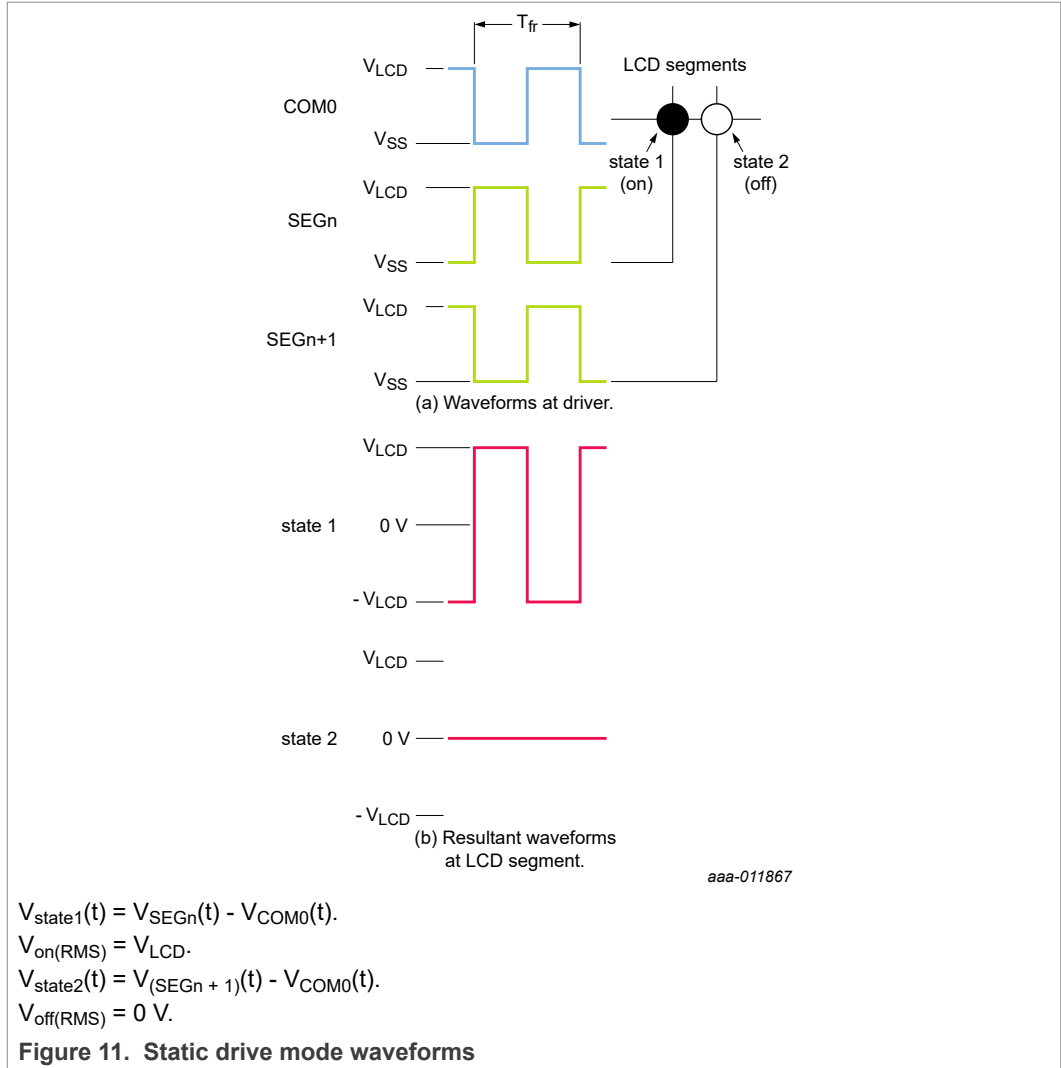 Tfr
VLCD
LCD segments
COM0
VSS
state 1
(on)
state 2
(off)
VLCD
SEGn
VSS
VLCD
SEGn+1
VSS
(a) Waveforms at driver.
VLCD
state 1
0 V
- VLCD
VLCD
state 2
0 V
- VLCD
(b) Resultant waveforms
at LCD segment.
aaa-011867
Vstate1(t) = VSEGn(t) - VCOM0(t).
Von(RMS) = VLCD.
Vstate2(t) = V(SEGn + 1)(t) - VCOM0(t).
Voff(RMS) = 0 V.
Figure 11. Static drive mode waveforms